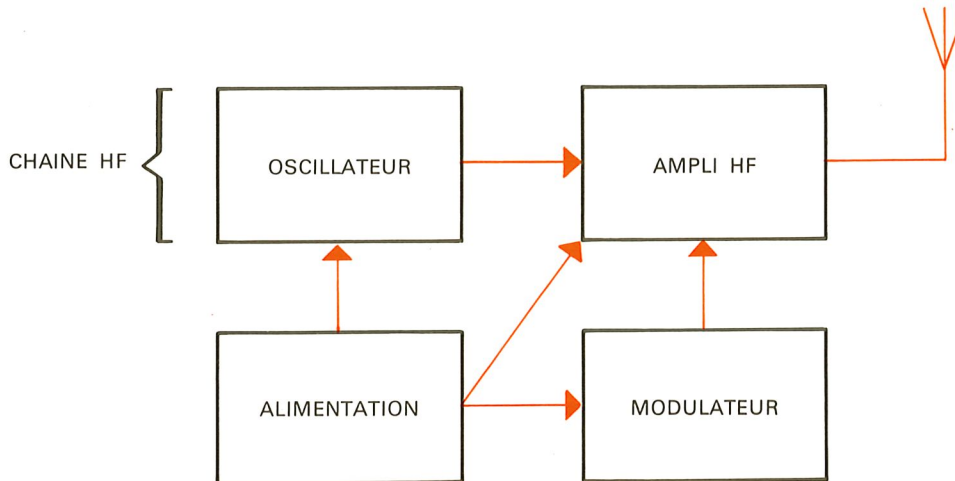 CHAINE HF
OSCILLATEUR
AMPLI HF
ALIMENTATION
MODULATEUR